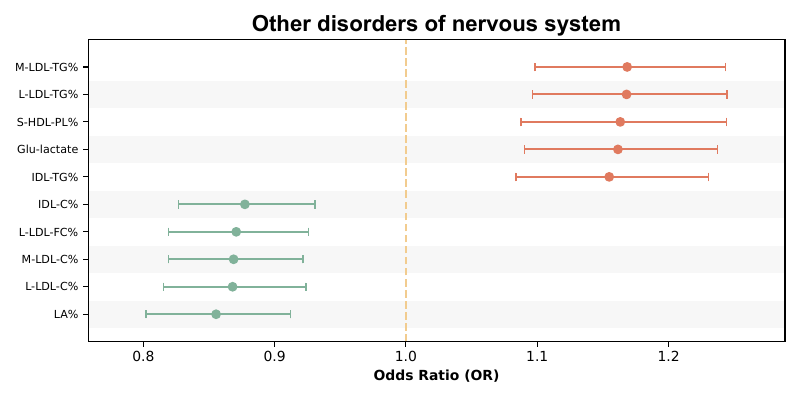 Other disorders of nervous system
M-LDL-TG%
L-LDL-TG%
S-HDL-PL%
Glu-lactate
IDL-TG%
IDL-C%
L-LDL-FC%
M-LDL-C%
L-LDL-C%
LA%
0.8 0.9 1.0 1.1 1.2
Odds Ratio (OR)